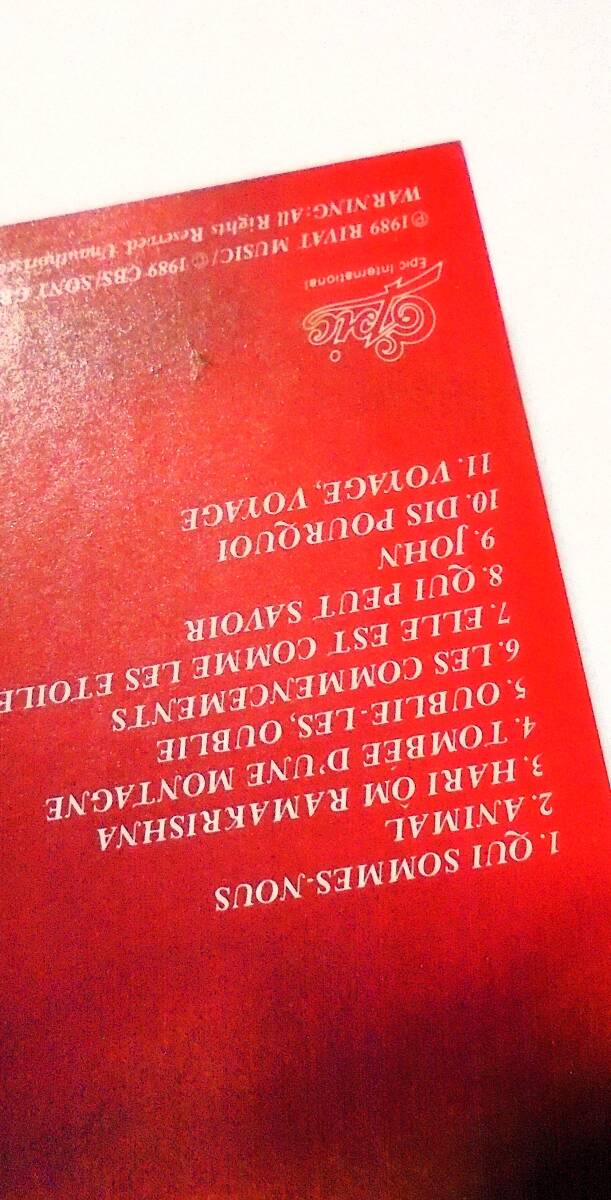 1. QUI SOMMES-NOUS
2. ANIMAL
3. HARI ÔM RAMAKRISHNA
4. TOMBÉE D'UNE MONTAGNE
5. OUBLIE-LES, OUBLIE
6. LES COMMENCEMENTS
7. ELLE EST COMME LES ETOILE
8. QUI PEUT SAVOIR
9. JOHN
10. DIS POURQUOI
11. VOYAGE, VOYAGE
Epic
Epic International
℗ 1989 RIVAT MUSIC/© 1989 CBS/SONY
WARNING: All Rights Reserved. Unauthorised